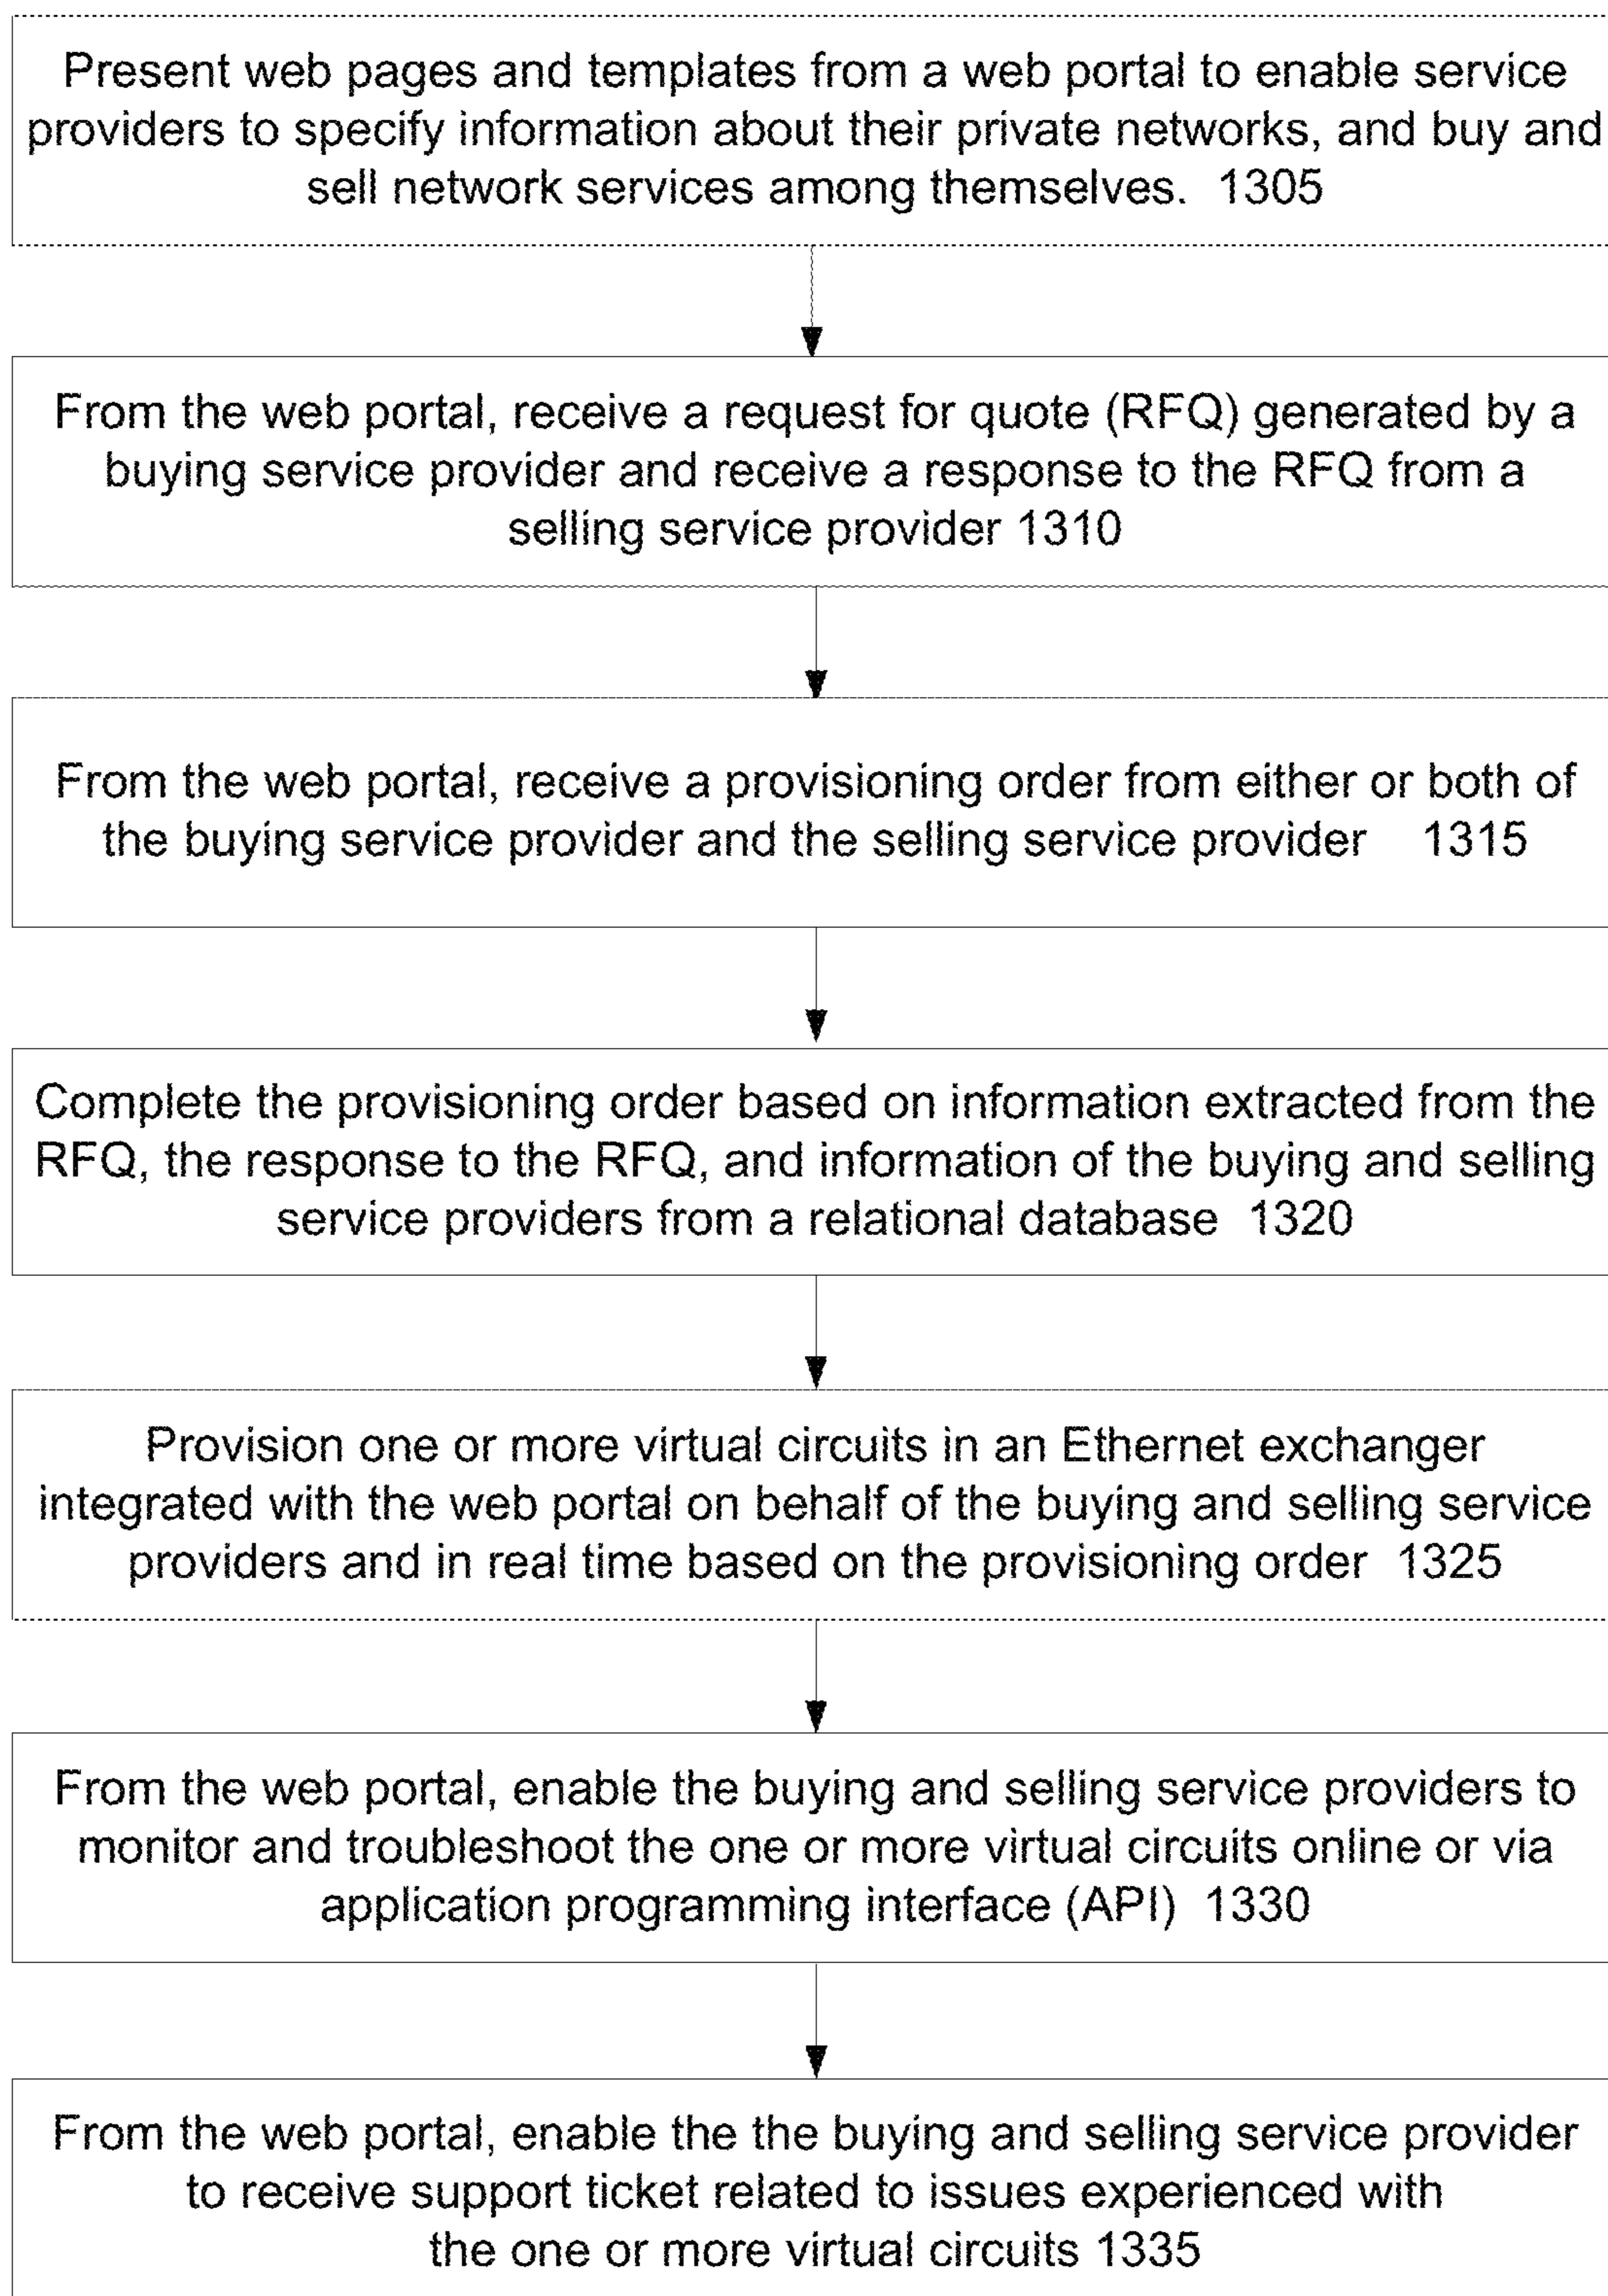 Present web pages and templates from a web portal to enable service
providers to specify information about their private networks, and buy and
sell network services among themselves. 1305
From the web portal, receive a request for quote (RFQ) generated by a
buying service provider and receive a response to the RFQ from a
selling service provider 1310
From the web portal, receive a provisioning order from either or both of
the buying service provider and the selling service provider 1315
Complete the provisioning order based on information extracted from the
RFQ, the response to the RFQ, and information of the buying and selling
service providers from a relational database 1320
Provision one or more virtual circuits in an Ethernet exchanger
integrated with the web portal on behalf of the buying and selling service
providers and in real time based on the provisioning order 1325
From the web portal, enable the buying and selling service providers to
monitor and troubleshoot the one or more virtual circuits online or via
application programming interface (API) 1330
From the web portal, enable the the buying and selling service provider
to receive support ticket related to issues experienced with
the one or more virtual circuits 1335